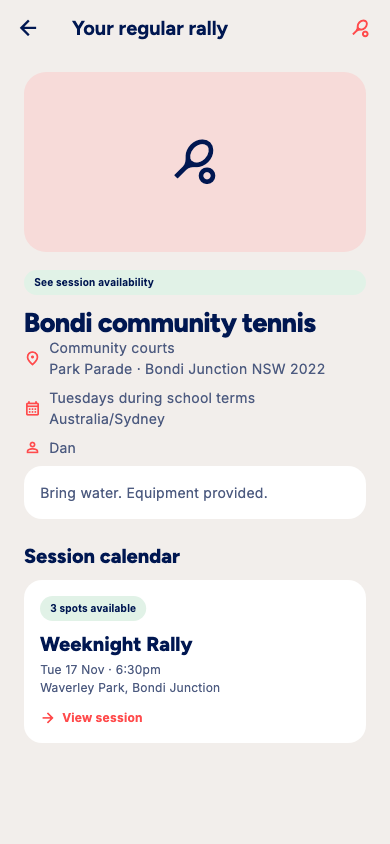 Your regular rally
See session availability
Bondi community tennis
Community courts
Park Parade · Bondi Junction NSW 2022
Tuesdays during school terms
Australia/Sydney
Dan
Bring water. Equipment provided.
Session calendar
3 spots available
Weeknight Rally
Tue 17 Nov · 6:30pm
Waverley Park, Bondi Junction
View session